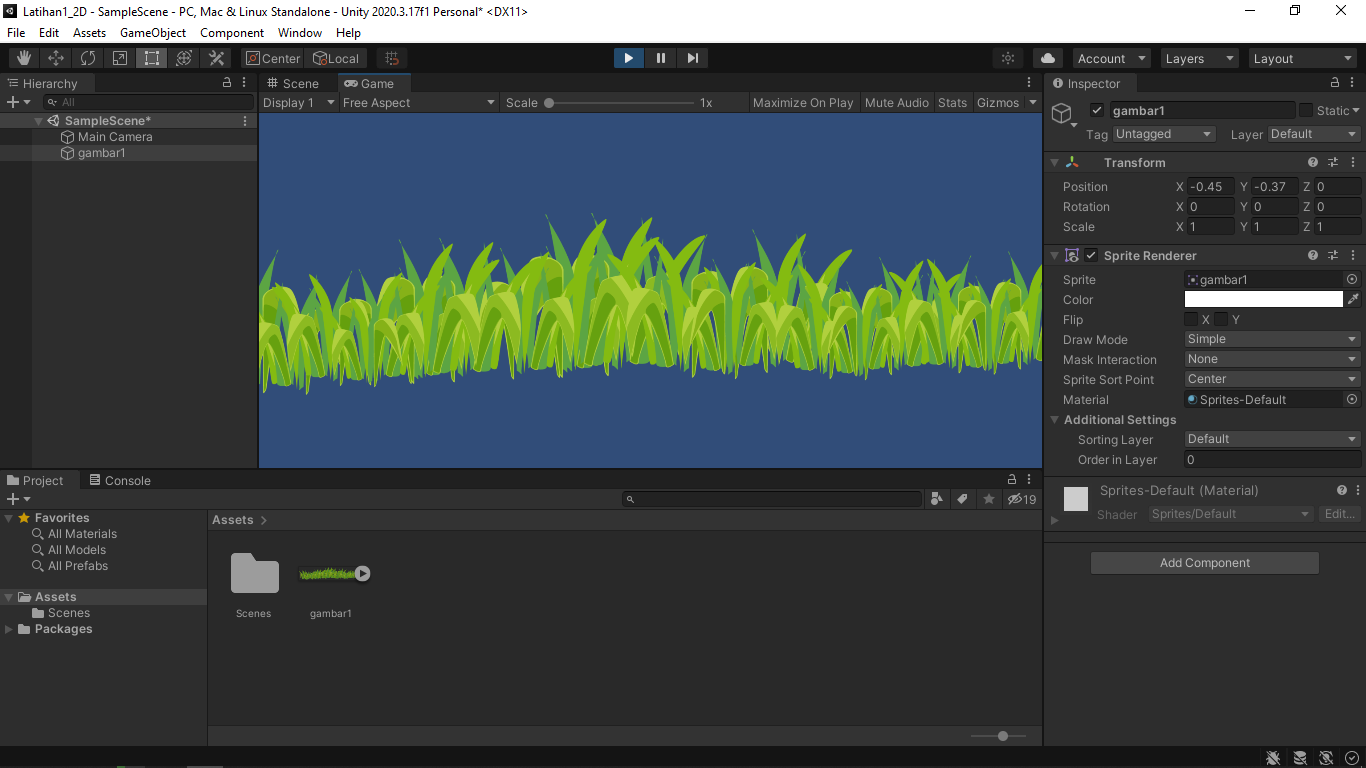 Latihan1_2D - SampleScene - PC, Mac & Linux Standalone - Unity 2020.3.17f1 Personal* <DX11>
File Edit Assets GameObject Component Window Help
Center Local Account Layers Layout
Hierarchy
All
SampleScene*
Main Camera
gambar1
Scene Game
Display 1 Free Aspect Scale 1x Maximize On Play Mute Audio Stats Gizmos
Inspector
gambar1 Static
Tag Untagged Layer Default
Transform
Position X -0.45 Y -0.37 Z 0
Rotation X 0 Y 0 Z 0
Scale X 1 Y 1 Z 1
Sprite Renderer
Sprite gambar1
Color
Flip X Y
Draw Mode Simple
Mask Interaction None
Sprite Sort Point Center
Material Sprites-Default
Additional Settings
Sorting Layer Default
Order in Layer 0
Sprites-Default (Material)
Shader Sprites/Default Edit...
Add Component
Project Console
19
Favorites
All Materials
All Models
All Prefabs
Assets
Scenes
Packages
Assets
Scenes gambar1